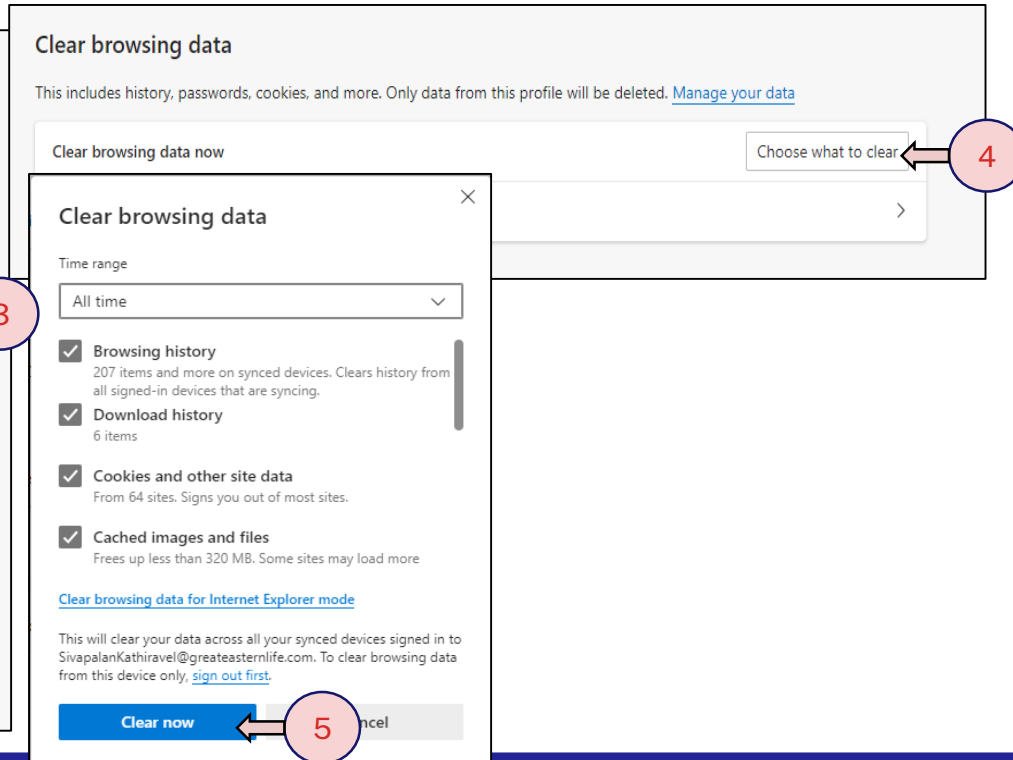 Clear browsing data
This includes history, passwords, cookies, and more. Only data from this profile will be deleted. Manage your data
Clear browsing data now
Choose what to clear
4
Clear browsing data
Time range
All time
3
Browsing history
207 items and more on synced devices. Clears history from
all signed-in devices that are syncing.
Download history
6 items
Cookies and other site data
From 64 sites. Signs you out of most sites.
Cached images and files
Frees up less than 320 MB. Some sites may load more
Clear browsing data for Internet Explorer mode
This will clear your data across all your synced devices signed in to
SivapalanKathiravel@greateasternlife.com. To clear browsing data
from this device only, sign out first.
Clear now
5
ncel